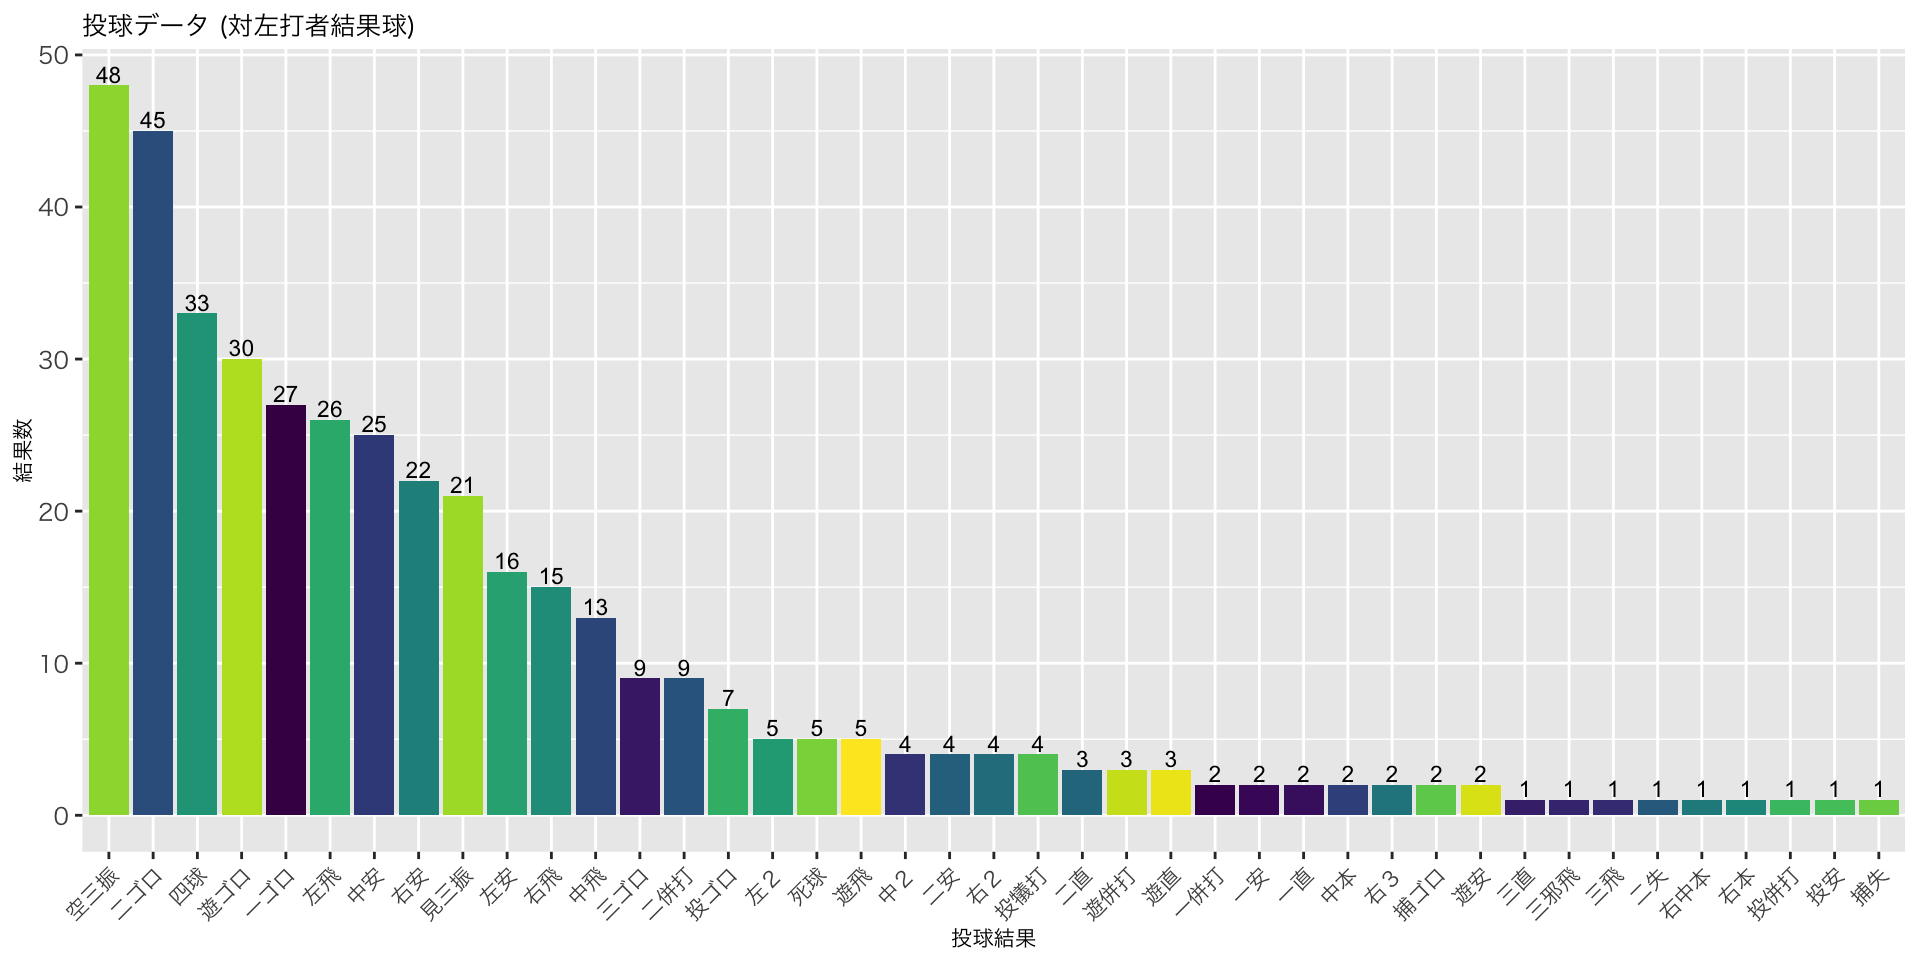 投球データ (対左打者結果球)
結果数
50
40
30
20
10
0
48
45
33
30
27
26
25
22
21
16
15
13
9
9
7
5
5
5
4
4
4
4
3
3
3
2
2
2
2
2
2
2
1
1
1
1
1
1
1
1
1
空三振
二ゴロ
四球
遊ゴロ
一ゴロ
左飛
中安
右安
見三振
左安
右飛
中飛
三ゴロ
二併打
投ゴロ
左２
死球
遊飛
中２
二安
右２
投犠打
二直
遊併打
遊直
一併打
一安
一直
中本
右３
捕ゴロ
遊安
三直
三邪飛
三飛
二失
右中本
右本
投併打
投安
捕失
投球結果